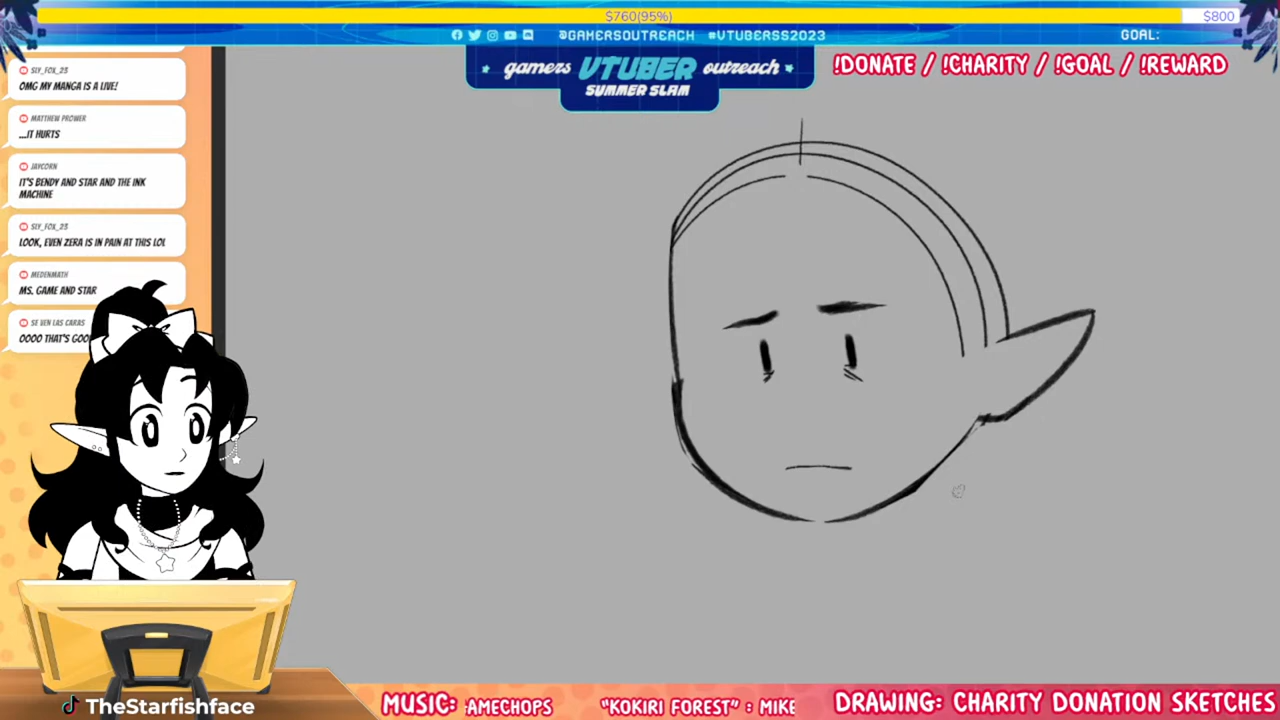 $760(95%)
$800
@GAMERSOUTREACH #VTUBERSS2023
GOAL:
gamers VTUBER outreach
SUMMER SLAM
!DONATE / !CHARITY / !GOAL / !REWARD
SLY_FOX_23
OMG MY MANGA IS A LIVE!
MATTHEW PROWER
...IT HURTS
JAYCORN
IT'S BENDY AND STAR AND THE INK
MACHINE
SLY_FOX_23
LOOK, EVEN ZERA IS IN PAIN AT THIS LOL
MEDENMATH
MS. GAME AND STAR
SE VEN LAS CARAS
OOOO THAT'S GOO
TheStarfishface
MUSIC: GAMECHOPS "KOKIRI FOREST" : MIKE
DRAWING: CHARITY DONATION SKETCHES